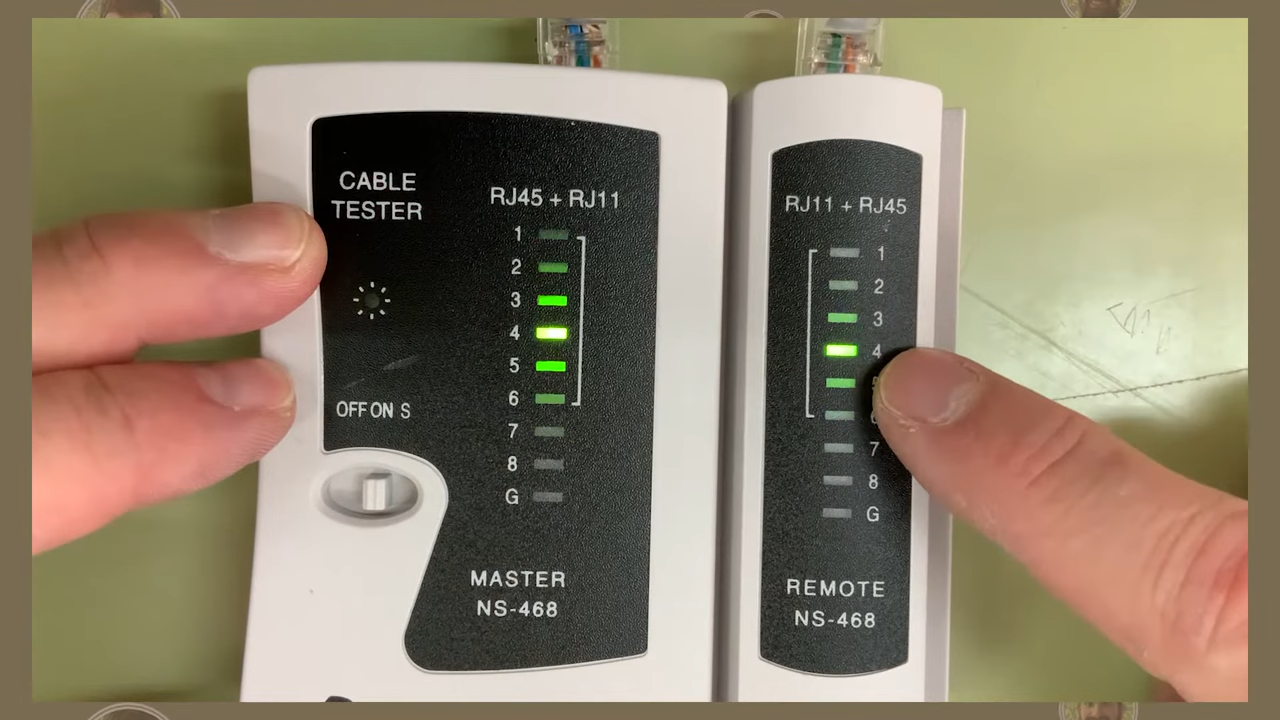 CABLE
TESTER
RJ45 + RJ11
1
2
3
4
5
6
7
8
G
OFF ON S
MASTER
NS-468
RJ11 + RJ45
1
2
3
4
7
8
G
REMOTE
NS-468